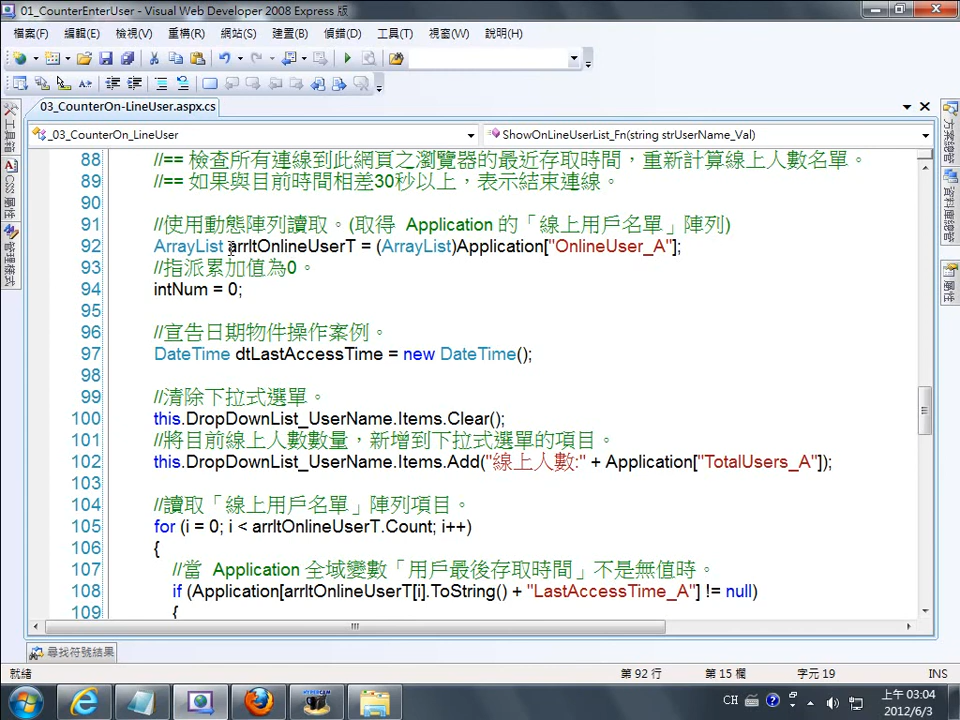 01_CounterEnterUser - Visual Web Developer 2008 Express 版
檔案(F) 編輯(E) 檢視(V) 重構(R) 網站(S) 建置(B) 偵錯(D) 工具(T) 視窗(W) 說明(H)
03_CounterOn-LineUser.aspx.cs
_03_CounterOn_LineUser ShowOnLineUserList_Fn(string strUserName_Val)
工具箱
CSS 屬性
管理樣式
方案總管
資料庫總管
屬性
88 //== 檢查所有連線到此網頁之瀏覽器的最近存取時間，重新計算線上人數名單。
89 //== 如果與目前時間相差30秒以上，表示結束連線。
90
91 //使用動態陣列讀取。(取得 Application 的「線上用戶名單」陣列)
92 ArrayList arrltOnlineUserT = (ArrayList)Application["OnlineUser_A"];
93 //指派累加值為0。
94 intNum = 0;
95
96 //宣告日期物件操作案例。
97 DateTime dtLastAccessTime = new DateTime();
98
99 //清除下拉式選單。
100 this.DropDownList_UserName.Items.Clear();
101 //將目前線上人數數量，新增到下拉式選單的項目。
102 this.DropDownList_UserName.Items.Add("線上人數:" + Application["TotalUsers_A"]);
103
104 //讀取「線上用戶名單」陣列項目。
105 for (i = 0; i < arrltOnlineUserT.Count; i++)
106 {
107 //當 Application 全域變數「用戶最後存取時間」不是無值時。
108 if (Application[arrltOnlineUserT[i].ToString() + "LastAccessTime_A"] != null)
109 {
尋找符號結果
就緒 第 92 行 第 15 欄 字元 19 INS
CH 上午 03:04
2012/6/3